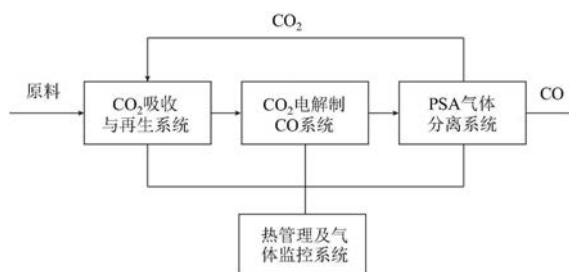 CO₂
原料
CO₂吸收
与再生系统
CO₂电解制
CO系统
PSA气体
分离系统
CO
热管理及气
体监控系统